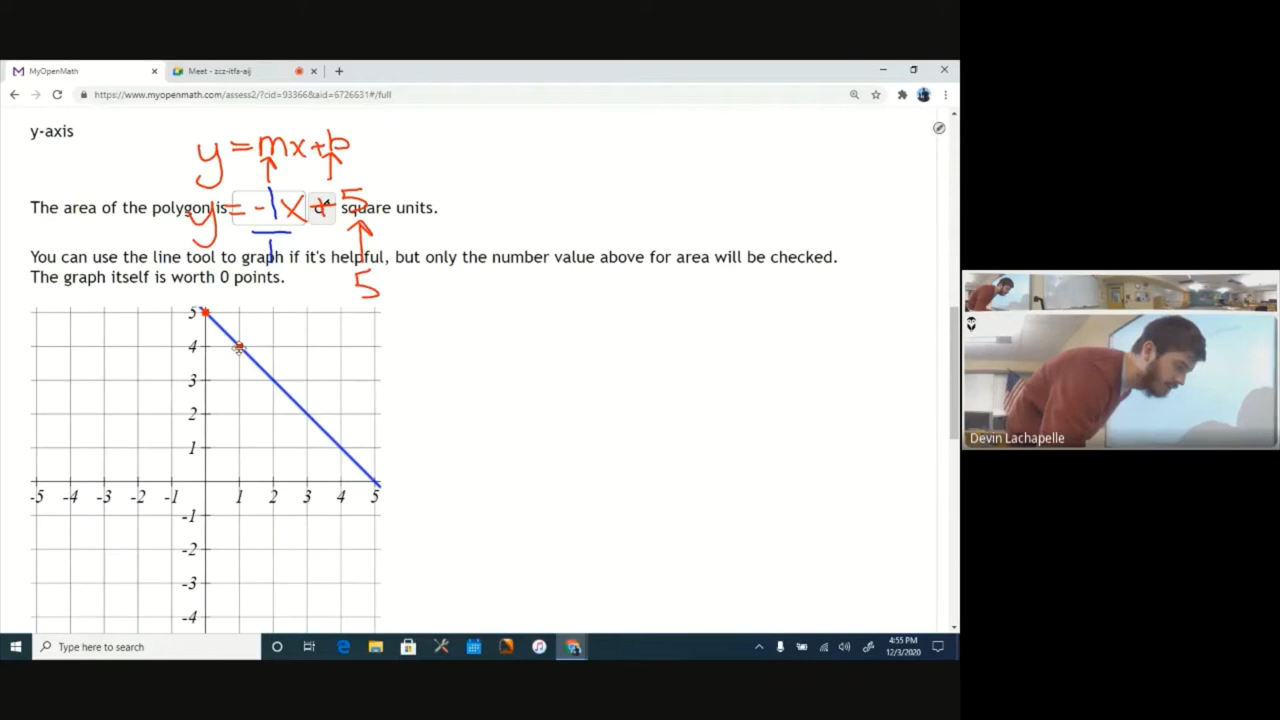 MyOpenMath
Meet - zcz-itfa-aij
https://www.myopenmath.com/assess2/?cid=93366&aid=6726631#/full
y-axis
y = mx + b
The area of the polygon is square units.
y = -1x + 5
1
You can use the line tool to graph if it's helpful, but only the number value above for area will be checked.
The graph itself is worth 0 points.
5
5
4
3
2
1
-5 -4 -3 -2 -1 1 2 3 4 5
-1
-2
-3
-4
Devin Lachapelle
Type here to search
4:55 PM
12/3/2020